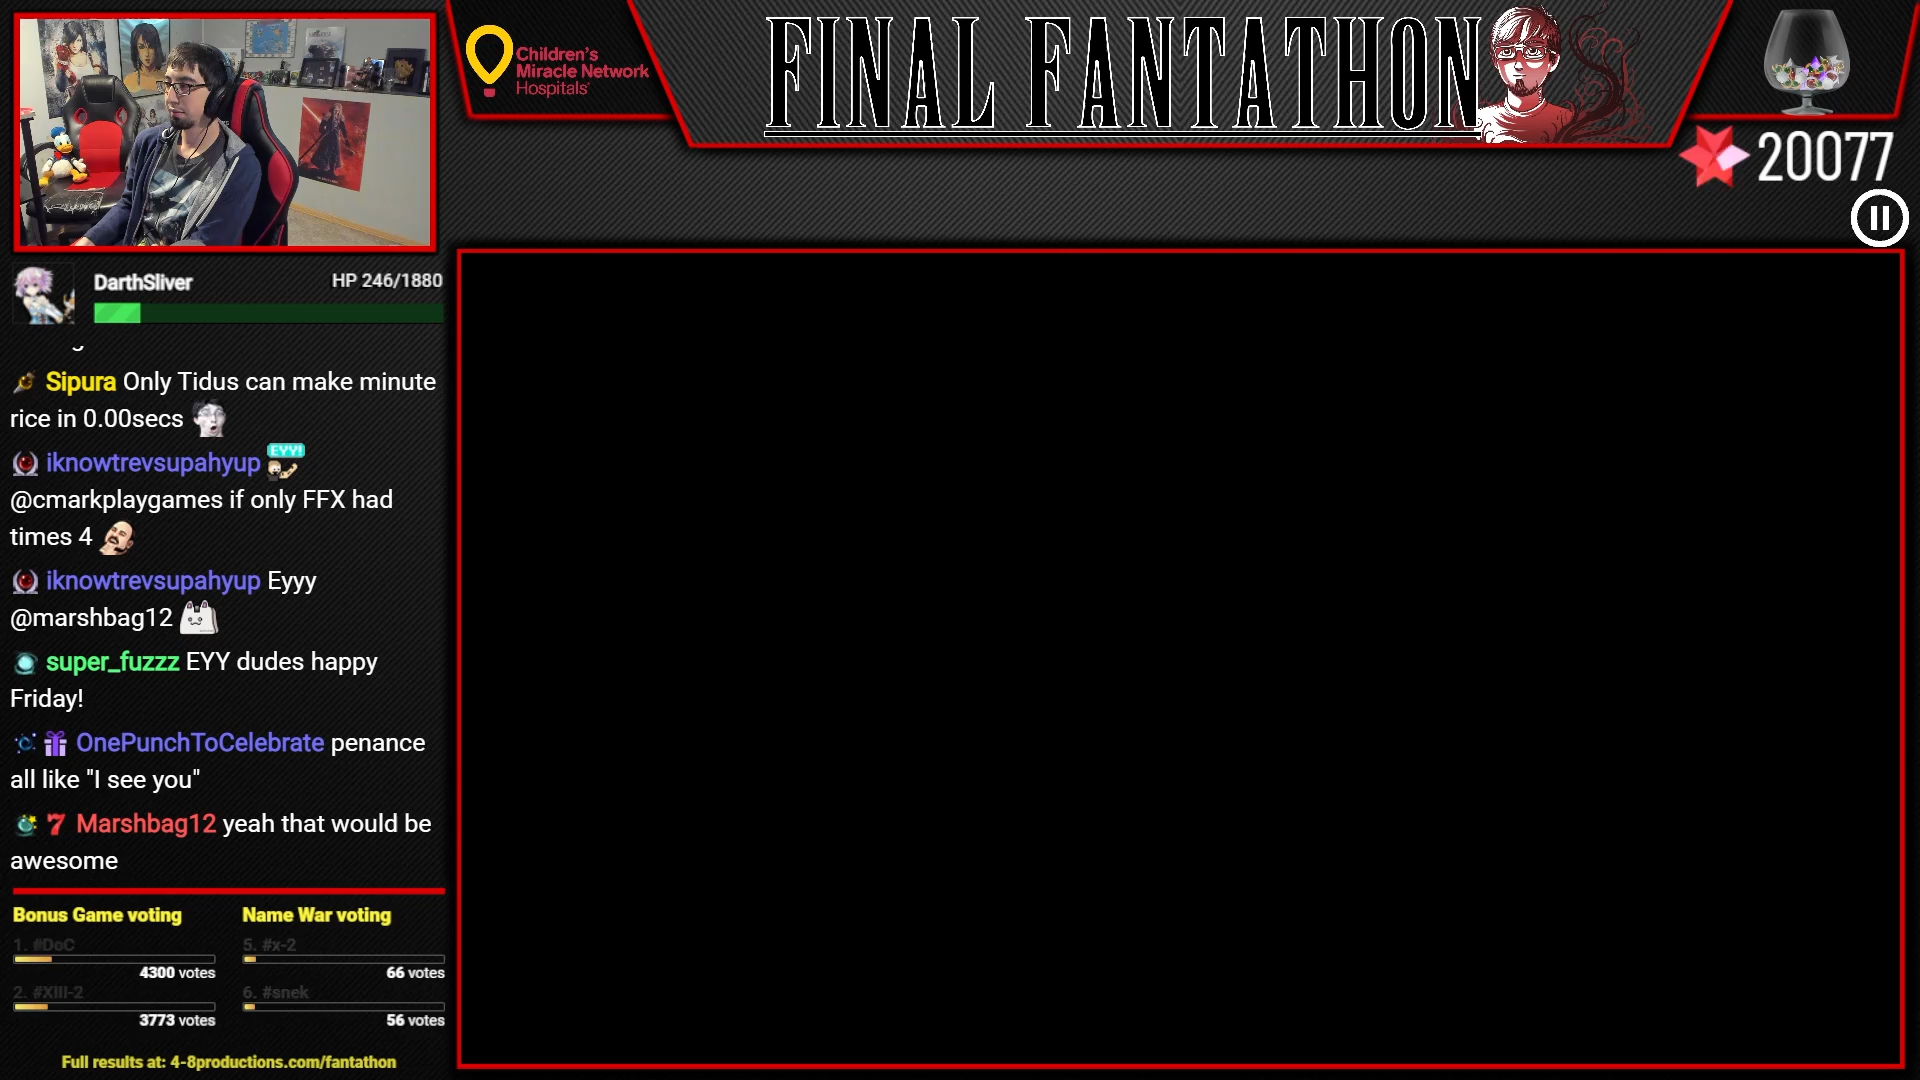 Children's
Miracle Network
Hospitals
FINAL FANTATHON
20077
DarthSliver
HP 246/1880
Sipura Only Tidus can make minute
rice in 0.00secs
iknowtrevsupahyup EYY!
@cmarkplaygames if only FFX had
times 4
iknowtrevsupahyup Eyyy
@marshbag12
super_fuzzz EYY dudes happy
Friday!
OnePunchToCelebrate penance
all like "I see you"
7 Marshbag12 yeah that would be
awesome
Bonus Game voting
1. #DoC
4300 votes
2. #XIII-2
3773 votes
Name War voting
5. #x-2
66 votes
6. #snek
56 votes
Full results at: 4-8productions.com/fantathon